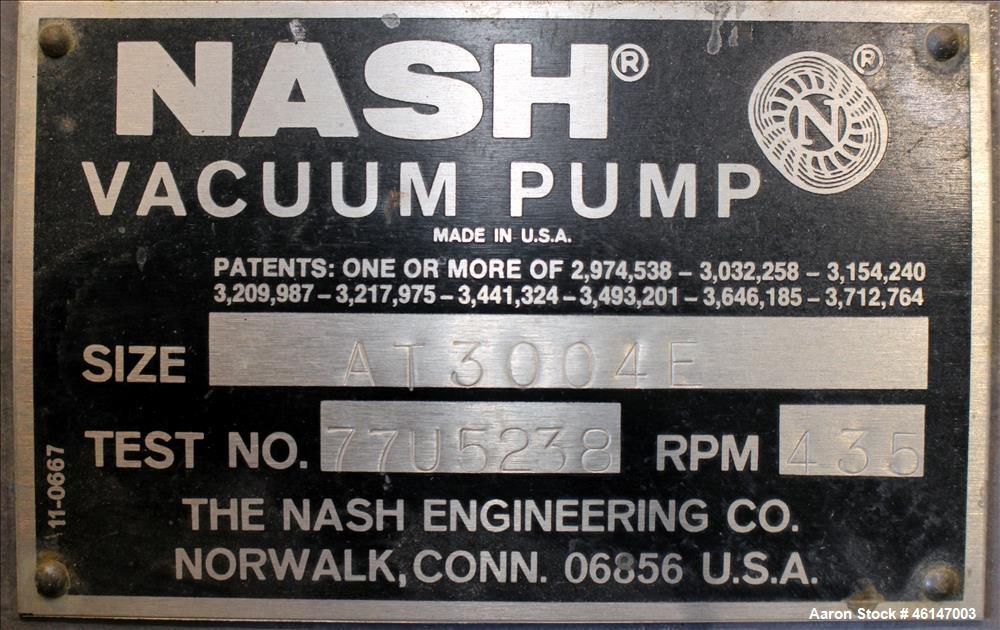 NASH®
N ®
VACUUM PUMP
MADE IN U.S.A.
PATENTS: ONE OR MORE OF 2,974,538 – 3,032,258 – 3,154,240
3,209,987 – 3,217,975 – 3,441,324 – 3,493,201 – 3,646,185 – 3,712,764
SIZE AT3004E
TEST NO. 77U5238 RPM 435
THE NASH ENGINEERING CO.
NORWALK, CONN. 06856 U.S.A.
11-0667
Aaron Stock # 46147003